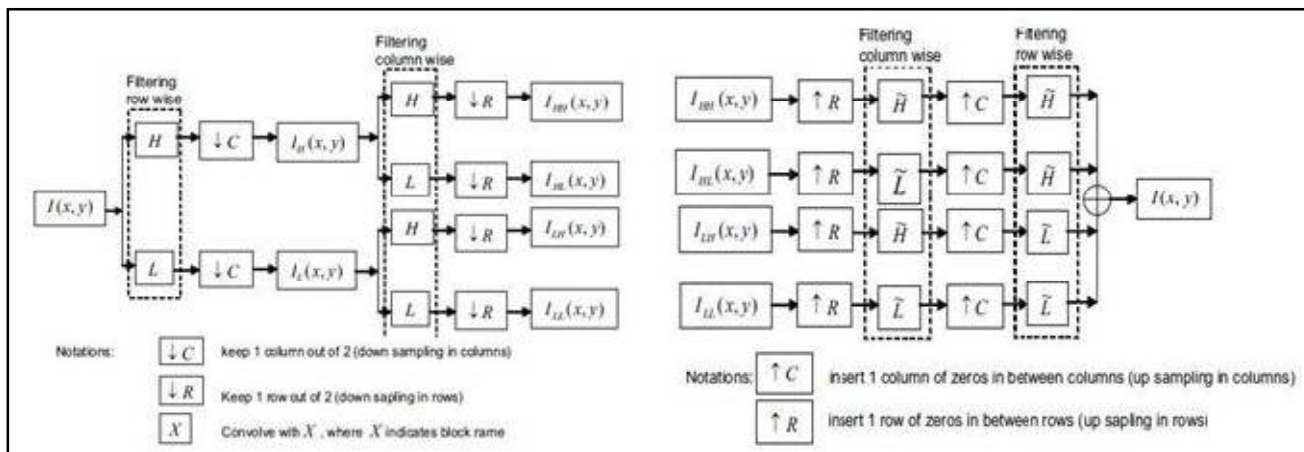 Filtering
row wise
Filtering
column wise
H
↓ R
I_HH(x, y)
H
↓ C
I_H(x, y)
L
↓ R
I_HL(x, y)
I(x, y)
H
↓ R
I_LH(x, y)
L
↓ C
I_L(x, y)
L
↓ R
I_LL(x, y)
Notations:
↓ C keep 1 column out of 2 (down sampling in columns)
↓ R Keep 1 row out of 2 (down sapling in rows)
X Convolve with X , where X indicates block rame
Filtering
column wise
Filtering
row wise
I_HH(x, y) ↑ R H̃ ↑ C H̃
I_HL(x, y) ↑ R L̃ ↑ C H̃
I(x, y)
I_LH(x, y) ↑ R H̃ ↑ C L̃
I_LL(x, y) ↑ R L̃ ↑ C L̃
Notations: ↑ C insert 1 column of zeros in between columns (up sampling in columns)
↑ R insert 1 row of zeros in between rows (up sapling in rows)